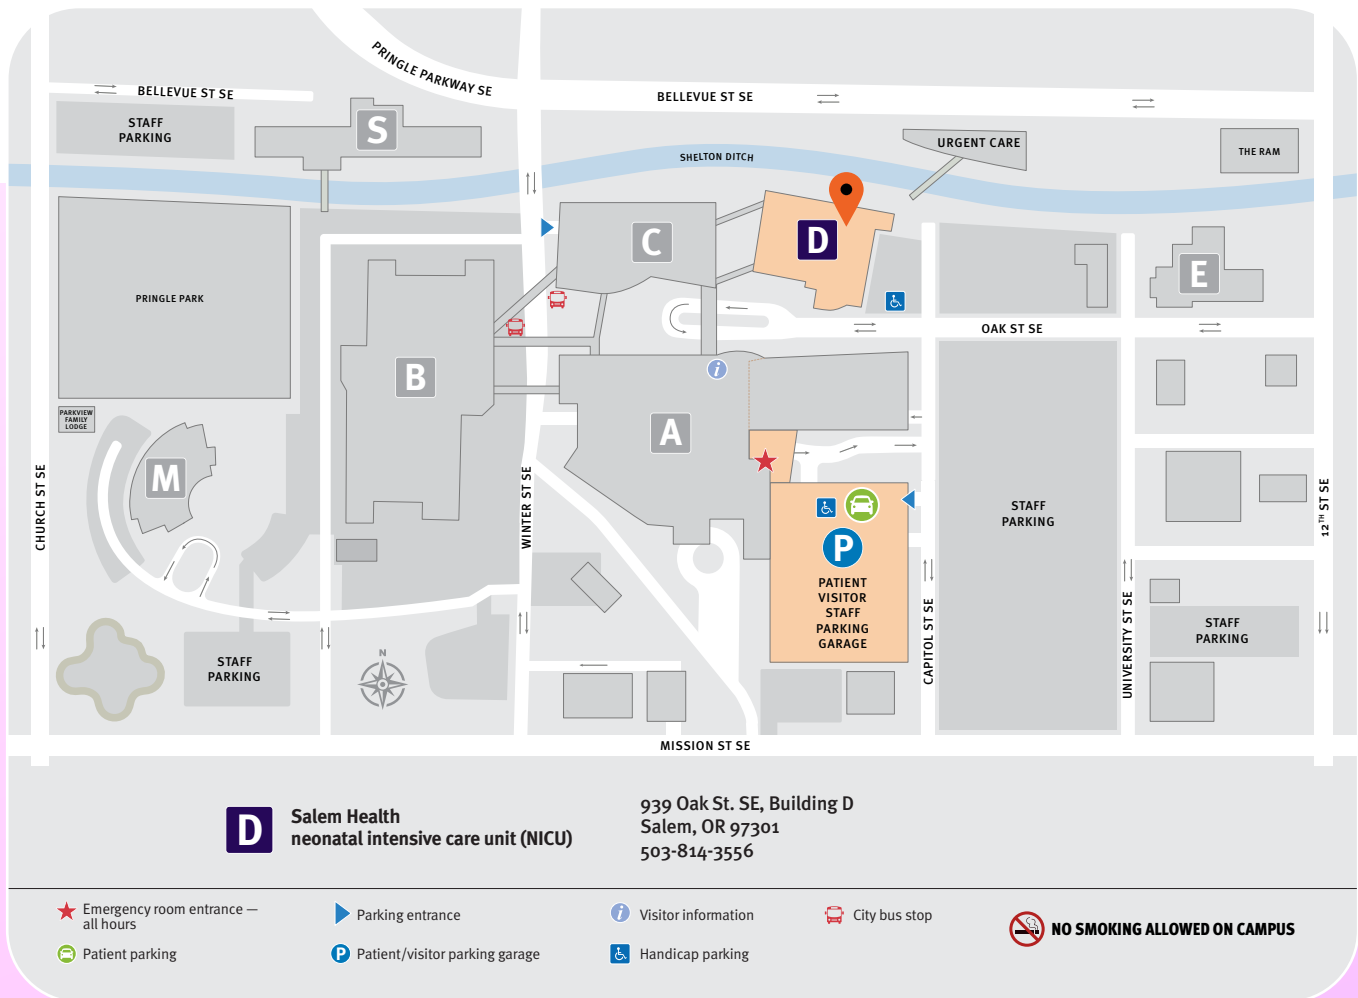 PRINGLE PARKWAY SE
BELLEVUE ST SE
BELLEVUE ST SE
STAFF
PARKING
S
SHELTON DITCH
URGENT CARE
THE RAM
C
D
E
PRINGLE PARK
OAK ST SE
B
i
PARKVIEW
FAMILY
LODGE
A
M
CHURCH ST SE
WINTER ST SE
STAFF
PARKING
12TH ST SE
P
PATIENT
VISITOR
STAFF
PARKING
GARAGE
CAPITOL ST SE
UNIVERSITY ST SE
STAFF
PARKING
STAFF
PARKING
N
MISSION ST SE
D
Salem Health
neonatal intensive care unit (NICU)
939 Oak St. SE, Building D
Salem, OR 97301
503-814-3556
Emergency room entrance —
all hours
Parking entrance
i Visitor information
City bus stop
NO SMOKING ALLOWED ON CAMPUS
Patient parking
P Patient/visitor parking garage
Handicap parking